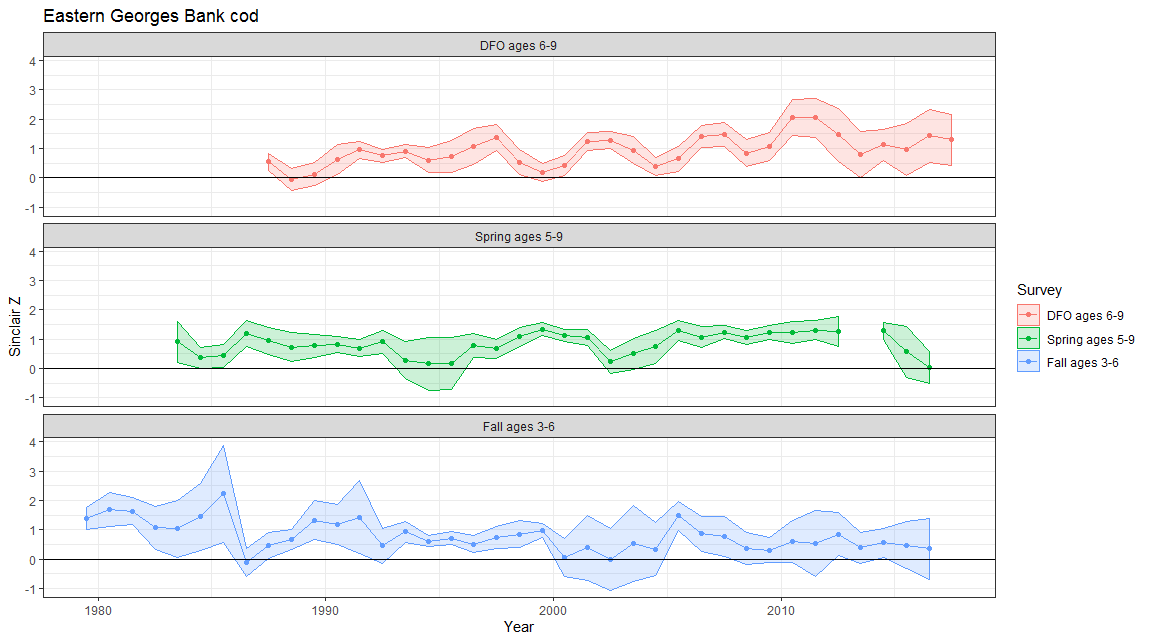 Eastern Georges Bank cod
DFO ages 6-9
4
3
2
1
0
-1
Spring ages 5-9
4
3
2
1
0
-1
Fall ages 3-6
4
3
2
1
0
-1
Sinclair Z
1980 1990 2000 2010
Year
Survey
DFO ages 6-9
Spring ages 5-9
Fall ages 3-6